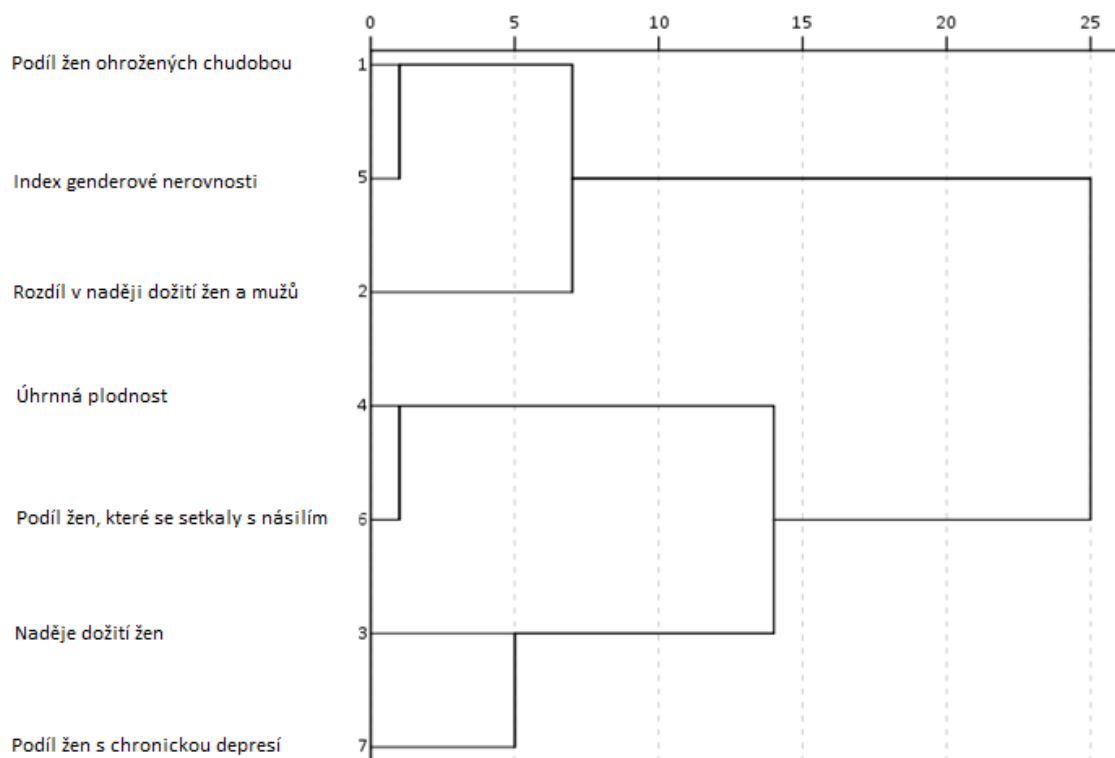 0 5 10 15 20 25
Podíl žen ohrožených chudobou 1
Index genderové nerovnosti 5
Rozdíl v naději dožití žen a mužů 2
Úhrnná plodnost 4
Podíl žen, které se setkaly s násilím 6
Naděje dožití žen 3
Podíl žen s chronickou depresí 7